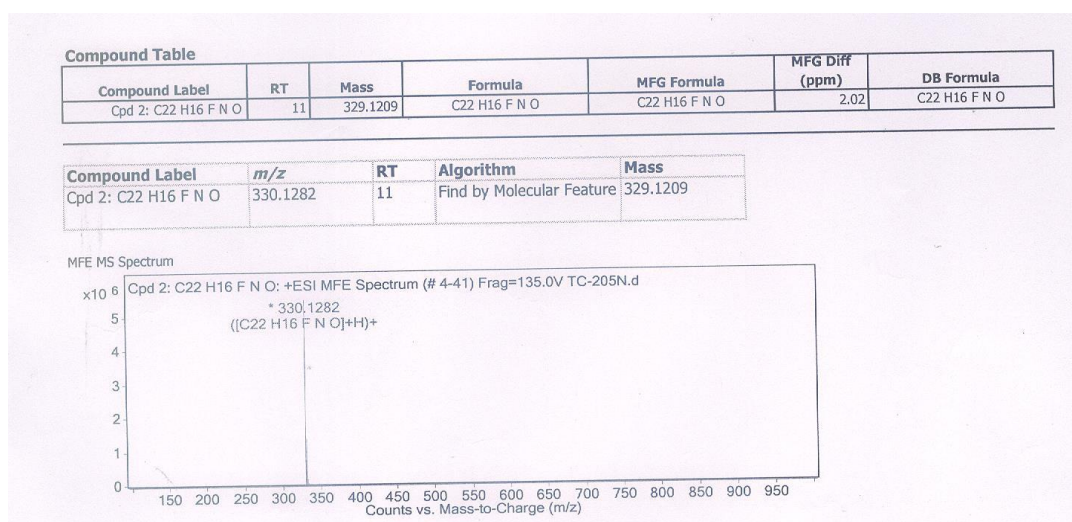 Compound Table
Compound Label RT Mass Formula MFG Formula MFG Diff (ppm) DB Formula
Cpd 2: C22 H16 F N O 11 329.1209 C22 H16 F N O C22 H16 F N O 2.02 C22 H16 F N O
Compound Label m/z RT Algorithm Mass
Cpd 2: C22 H16 F N O 330.1282 11 Find by Molecular Feature 329.1209
MFE MS Spectrum
x10 6 Cpd 2: C22 H16 F N O: +ESI MFE Spectrum (# 4-41) Frag=135.0V TC-205N.d
* 330.1282
([C22 H16 F N O]+H)+
5
4
3
2
1
0
150 200 250 300 350 400 450 500 550 600 650 700 750 800 850 900 950
Counts vs. Mass-to-Charge (m/z)